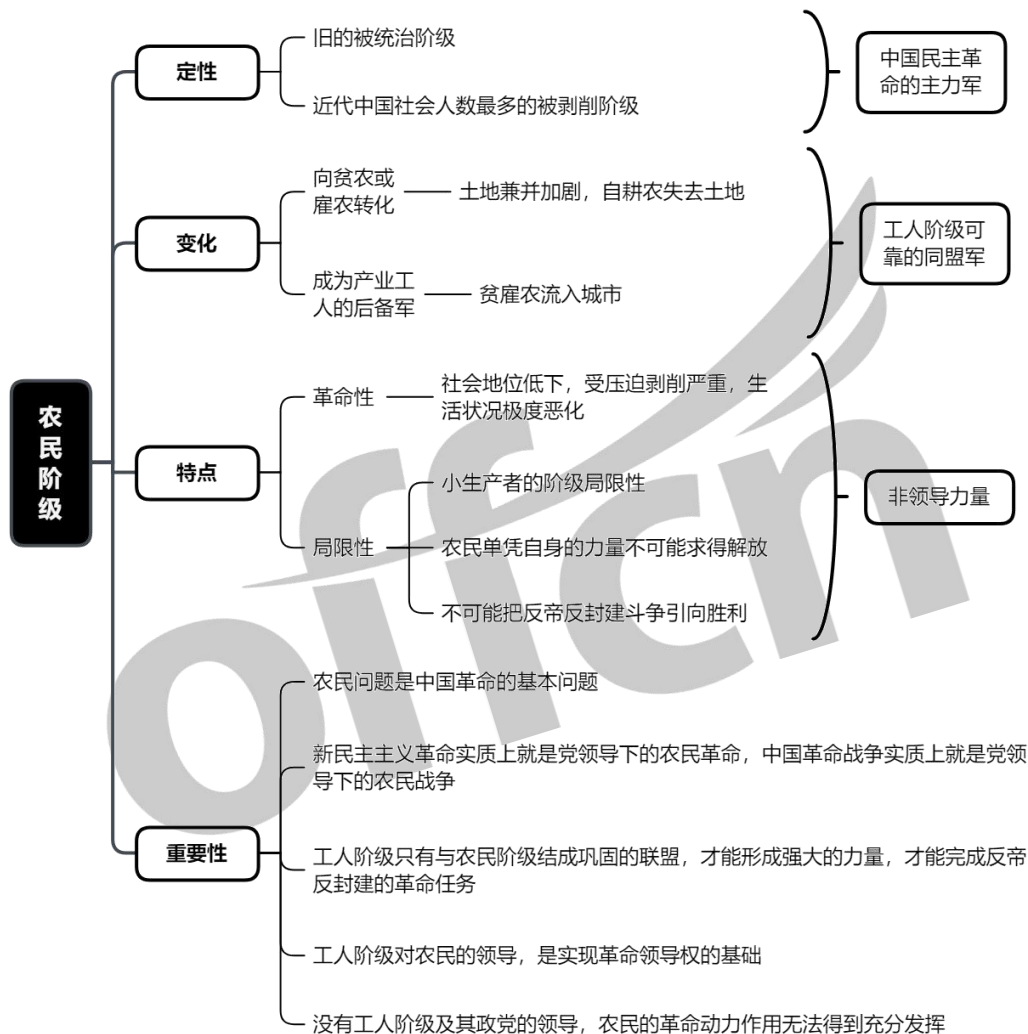 农民阶级
定性
旧的被统治阶级
近代中国社会人数最多的被剥削阶级
中国民主革
命的主力军
变化
向贫农或
雇农转化
土地兼并加剧，自耕农失去土地
成为产业工
人的后备军
贫雇农流入城市
工人阶级可
靠的同盟军
特点
革命性
社会地位低下，受压迫剥削严重，生
活状况极度恶化
局限性
小生产者的阶级局限性
农民单凭自身的力量不可能求得解放
不可能把反帝反封建斗争引向胜利
非领导力量
重要性
农民问题是中国革命的基本问题
新民主主义革命实质上就是党领导下的农民革命，中国革命战争实质上就是党领
导下的农民战争
工人阶级只有与农民阶级结成巩固的联盟，才能形成强大的力量，才能完成反帝
反封建的革命任务
工人阶级对农民的领导，是实现革命领导权的基础
没有工人阶级及其政党的领导，农民的革命动力作用无法得到充分发挥
offcn